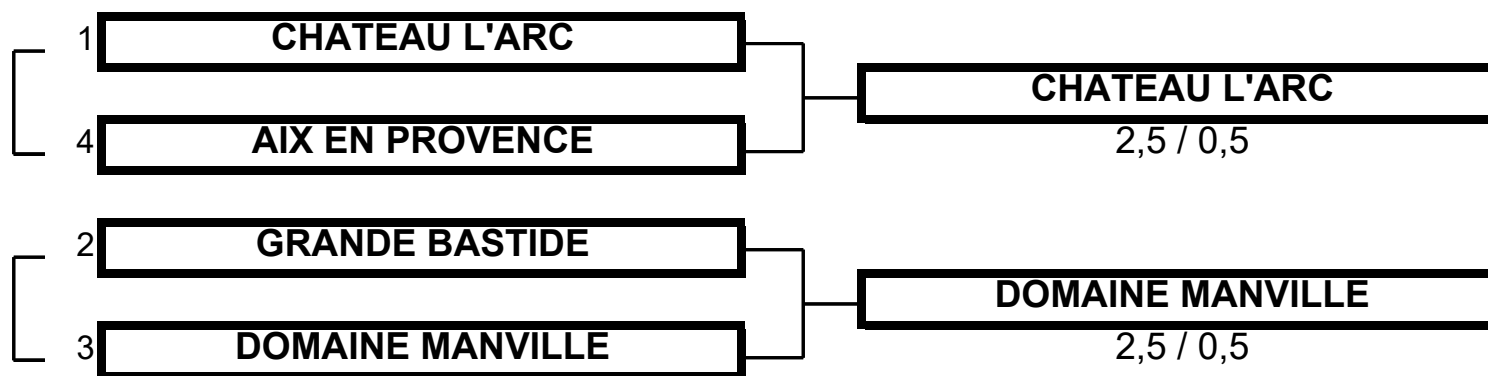 1 CHATEAU L'ARC
CHATEAU L'ARC
4 AIX EN PROVENCE
2,5 / 0,5
2 GRANDE BASTIDE
DOMAINE MANVILLE
3 DOMAINE MANVILLE
2,5 / 0,5